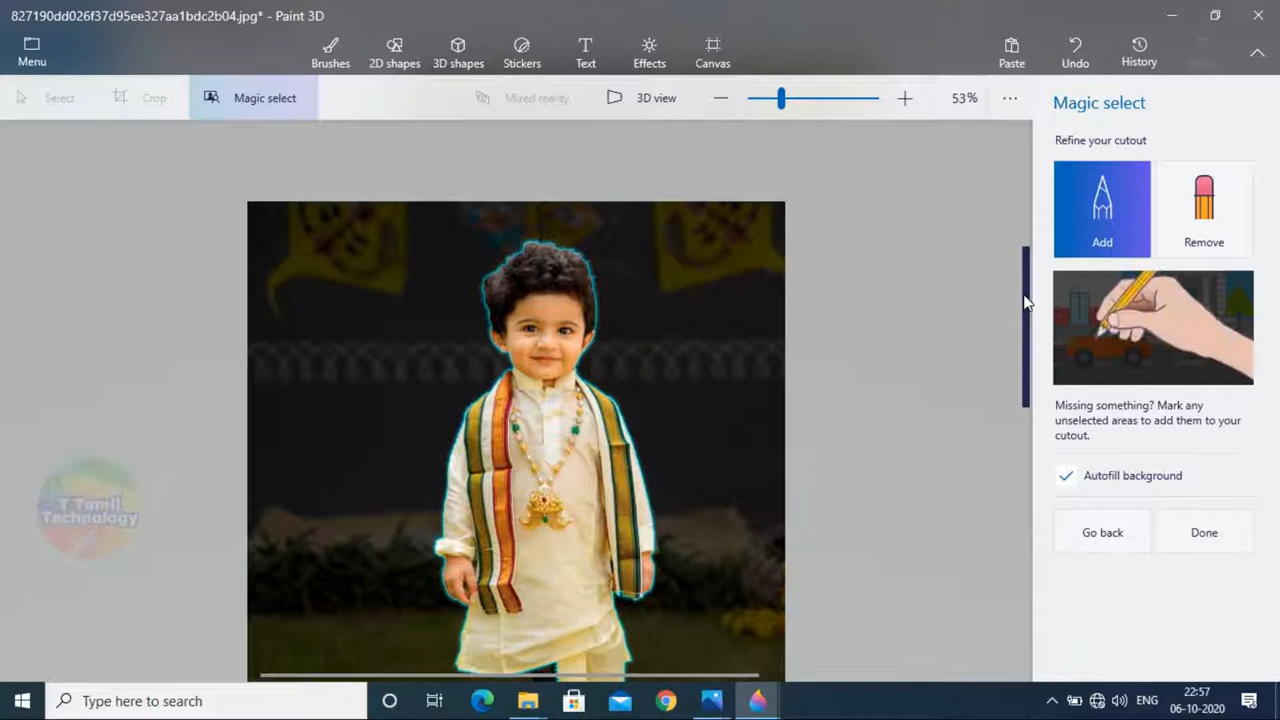 827190dd026f37d95ee327aa1bdc2b04.jpg* - Paint 3D
Menu
Brushes
2D shapes
3D shapes
Stickers
Text
Effects
Canvas
Paste
Undo
History
Select
Crop
Magic select
Mixed reality
3D view
53%
Magic select
Refine your cutout
Add
Remove
Missing something? Mark any
unselected areas to add them to your
cutout.
Autofill background
Go back
Done
T Tamil
Technology
Type here to search
ENG
22:57
06-10-2020